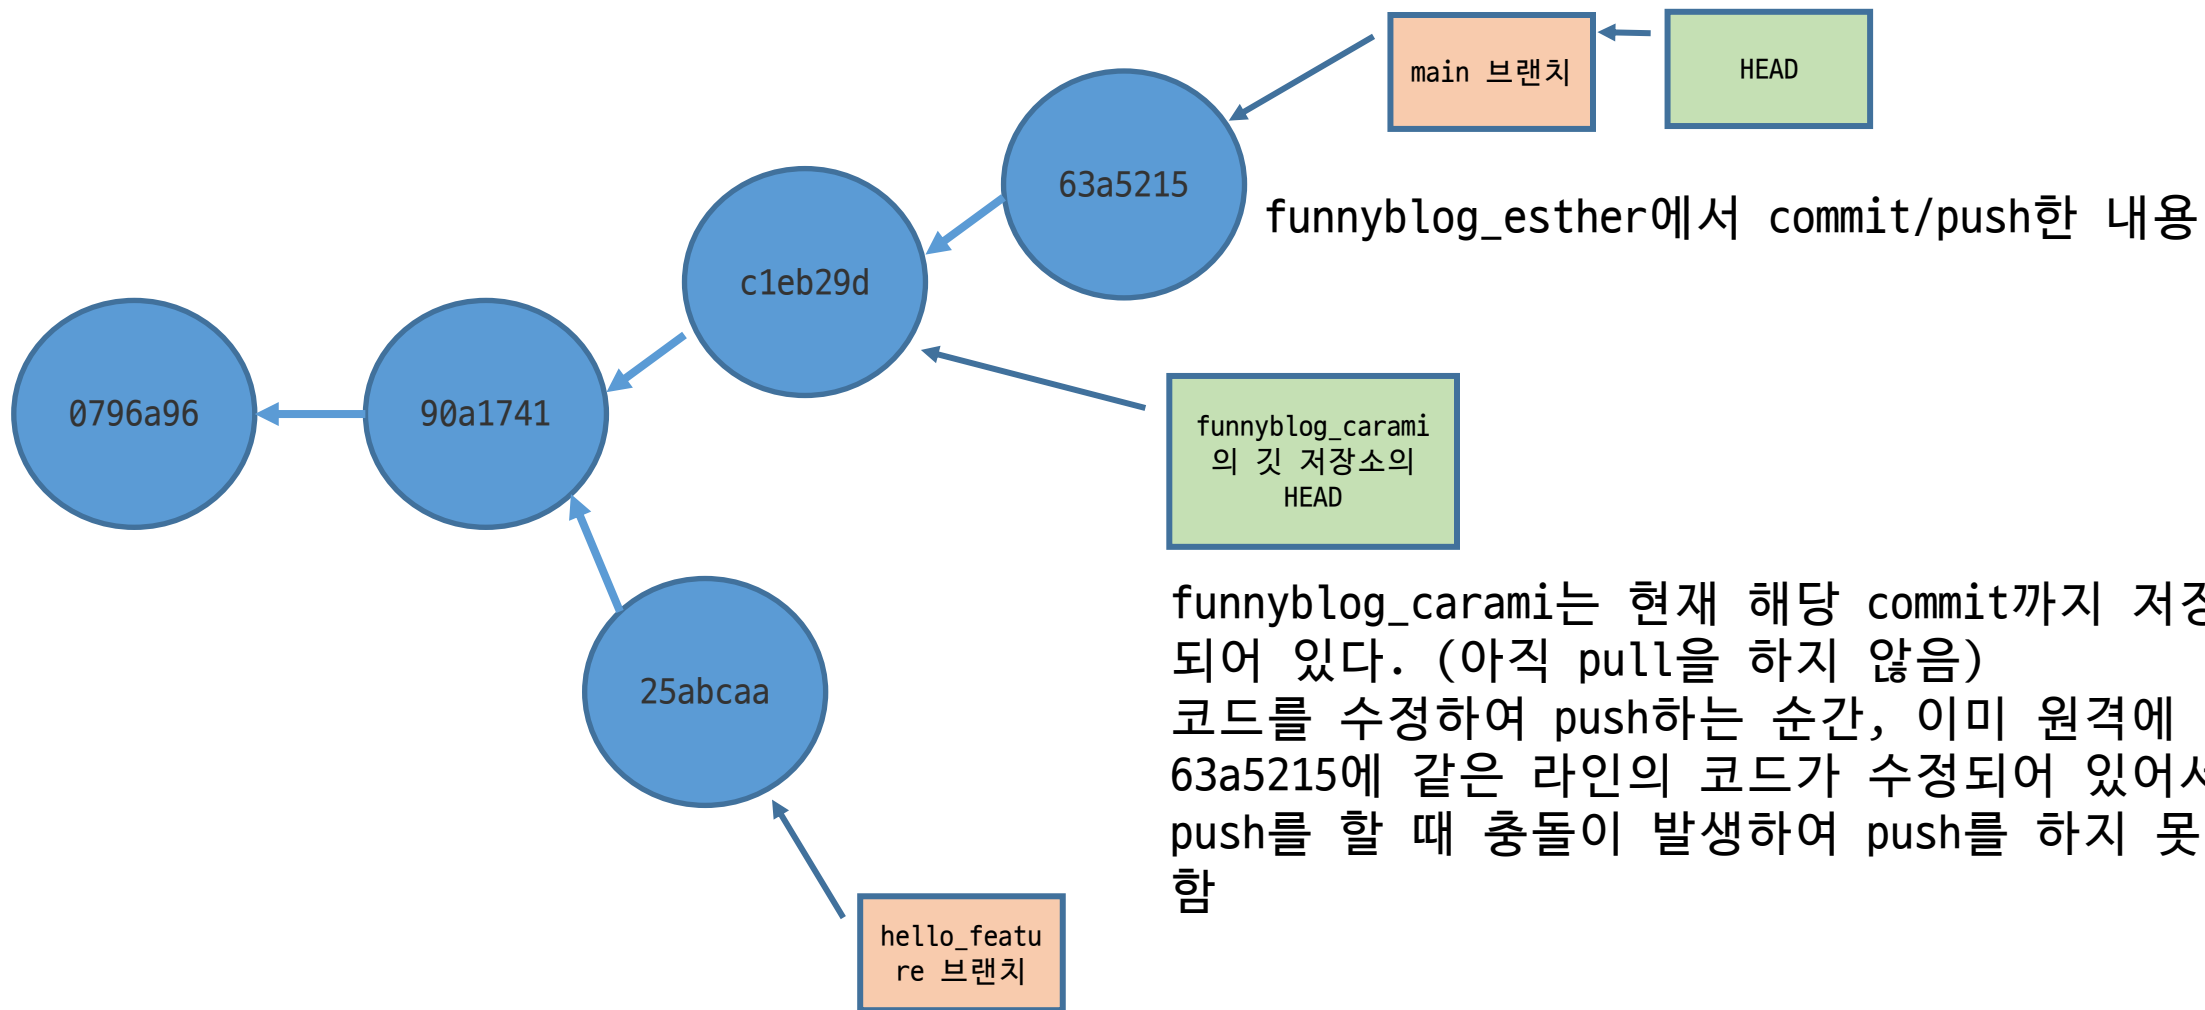 main 브랜치
HEAD
63a5215
funnyblog_esther에서 commit/push한 내용
c1eb29d
0796a96
90a1741
funnyblog_carami
의 깃 저장소의
HEAD
funnyblog_carami는 현재 해당 commit까지 저장
되어 있다. (아직 pull을 하지 않음)
코드를 수정하여 push하는 순간, 이미 원격에
63a5215에 같은 라인의 코드가 수정되어 있어서
push를 할 때 충돌이 발생하여 push를 하지 못
함
25abcaa
hello_featu
re 브랜치